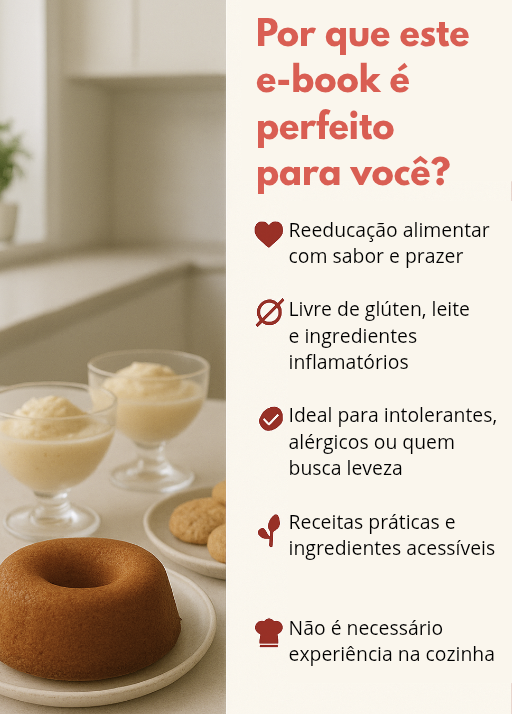 Por que este
e-book é
perfeito
para você?
Reeducação alimentar
com sabor e prazer
Livre de glúten, leite
e ingredientes
inflamatórios
Ideal para intolerantes,
alérgicos ou quem
busca leveza
Receitas práticas e
ingredientes acessíveis
Não é necessário
experiência na cozinha